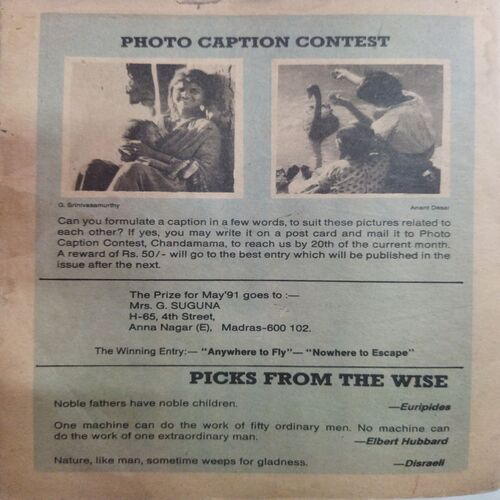 PHOTO CAPTION CONTEST
G. Srinivasamurthy
Anant Desai
Can you formulate a caption in a few words, to suit these pictures related to
each other? If yes, you may write it on a post card and mail it to Photo
Caption Contest, Chandamama, to reach us by 20th of the current month.
A reward of Rs. 50/- will go to the best entry which will be published in the
issue after the next.
The Prize for May'91 goes to :—
Mrs. G. SUGUNA
H-65, 4th Street,
Anna Nagar (E), Madras-600 102.
The Winning Entry:— "Anywhere to Fly"— "Nowhere to Escape"
PICKS FROM THE WISE
Noble fathers have noble children.
—Euripides
One machine can do the work of fifty ordinary men. No machine can
do the work of one extraordinary man.
—Elbert Hubbard
Nature, like man, sometime weeps for gladness.
—Disraeli